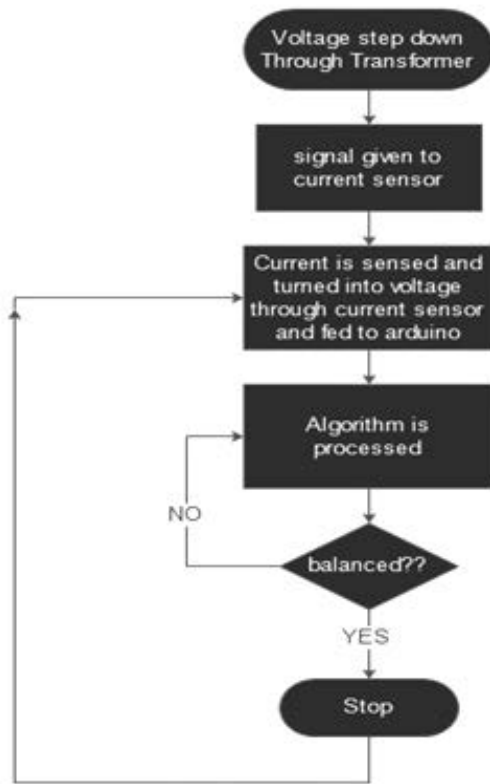 Voltage step down
Through Transformer
signal given to
current sensor
Current is sensed and
turned into voltage
through current sensor
and fed to arduino
Algorithm is
processed
NO
balanced??
YES
Stop